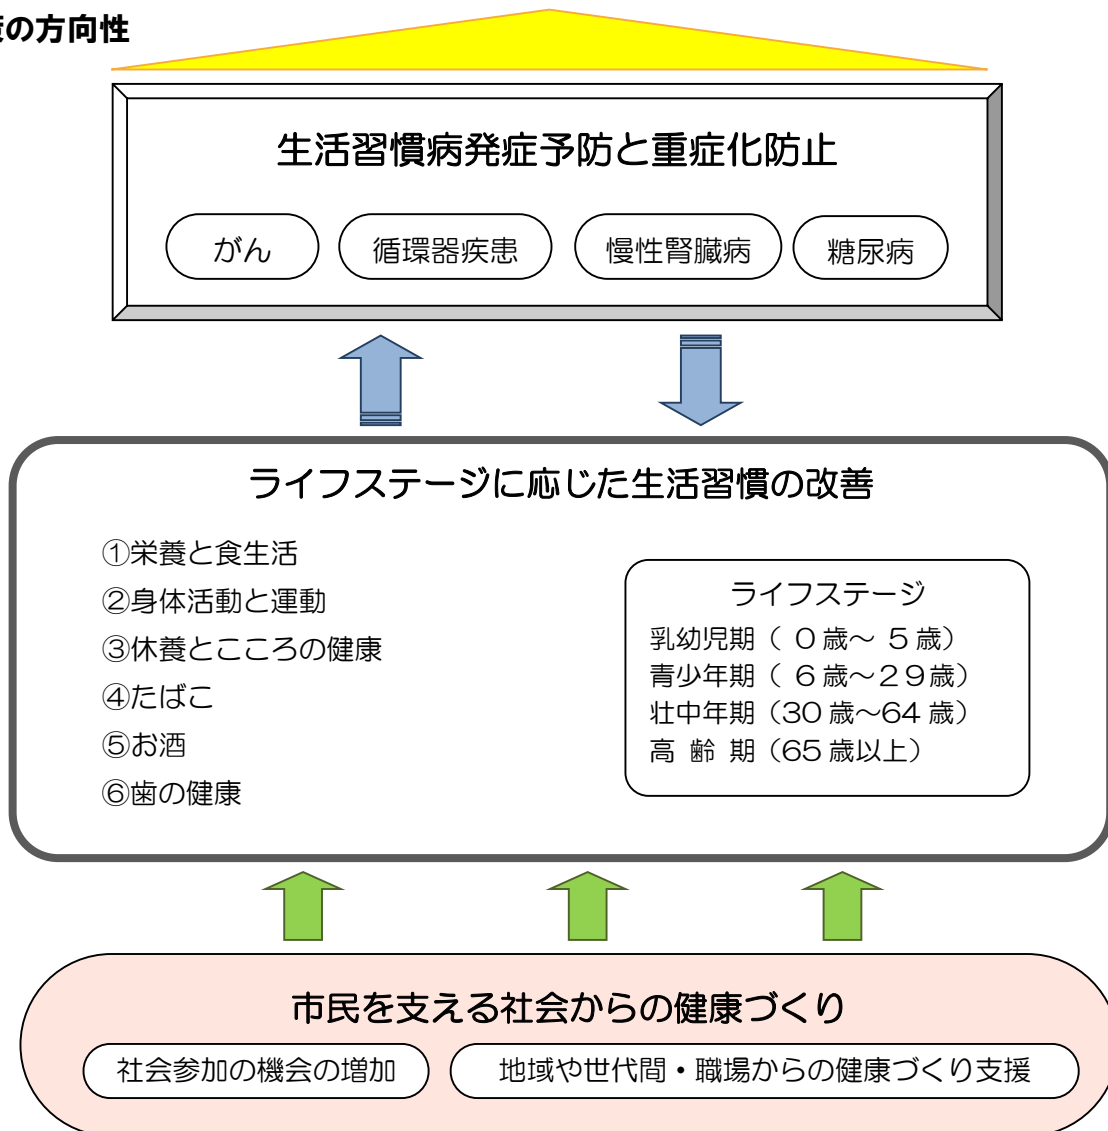 の方向性
生活習慣病発症予防と重症化防止
がん
循環器疾患
慢性腎臓病
糖尿病
ライフステージに応じた生活習慣の改善
①栄養と食生活
②身体活動と運動
③休養とこころの健康
④たばこ
⑤お酒
⑥歯の健康
ライフステージ
乳幼児期（ 0歳～ 5歳）
青少年期（ 6歳～29歳）
壮中年期（30歳～64歳）
高 齢 期（65歳以上）
市民を支える社会からの健康づくり
社会参加の機会の増加
地域や世代間・職場からの健康づくり支援